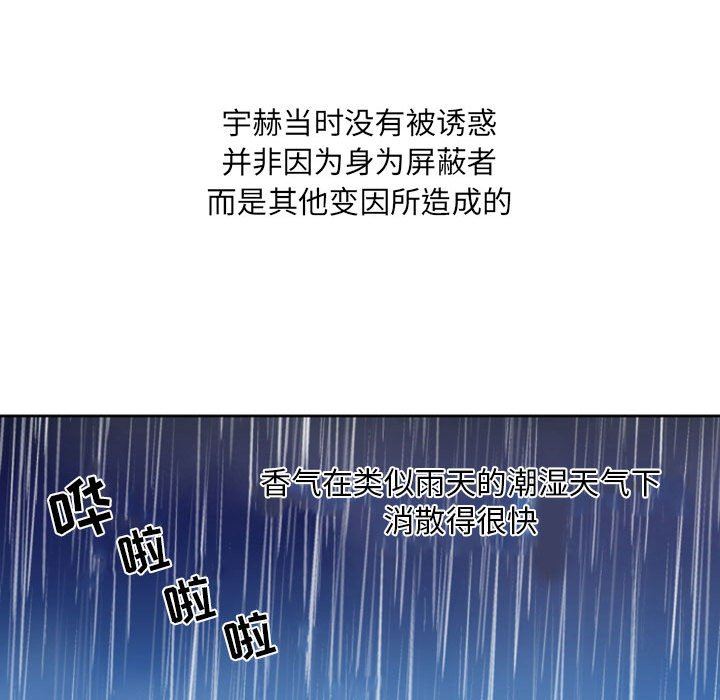 宇赫当时没有被诱惑
并非因为身为屏蔽者
而是其他变因所造成的
香气在类似雨天的潮湿天气下
消散得很快
哗
啦
啦
啦